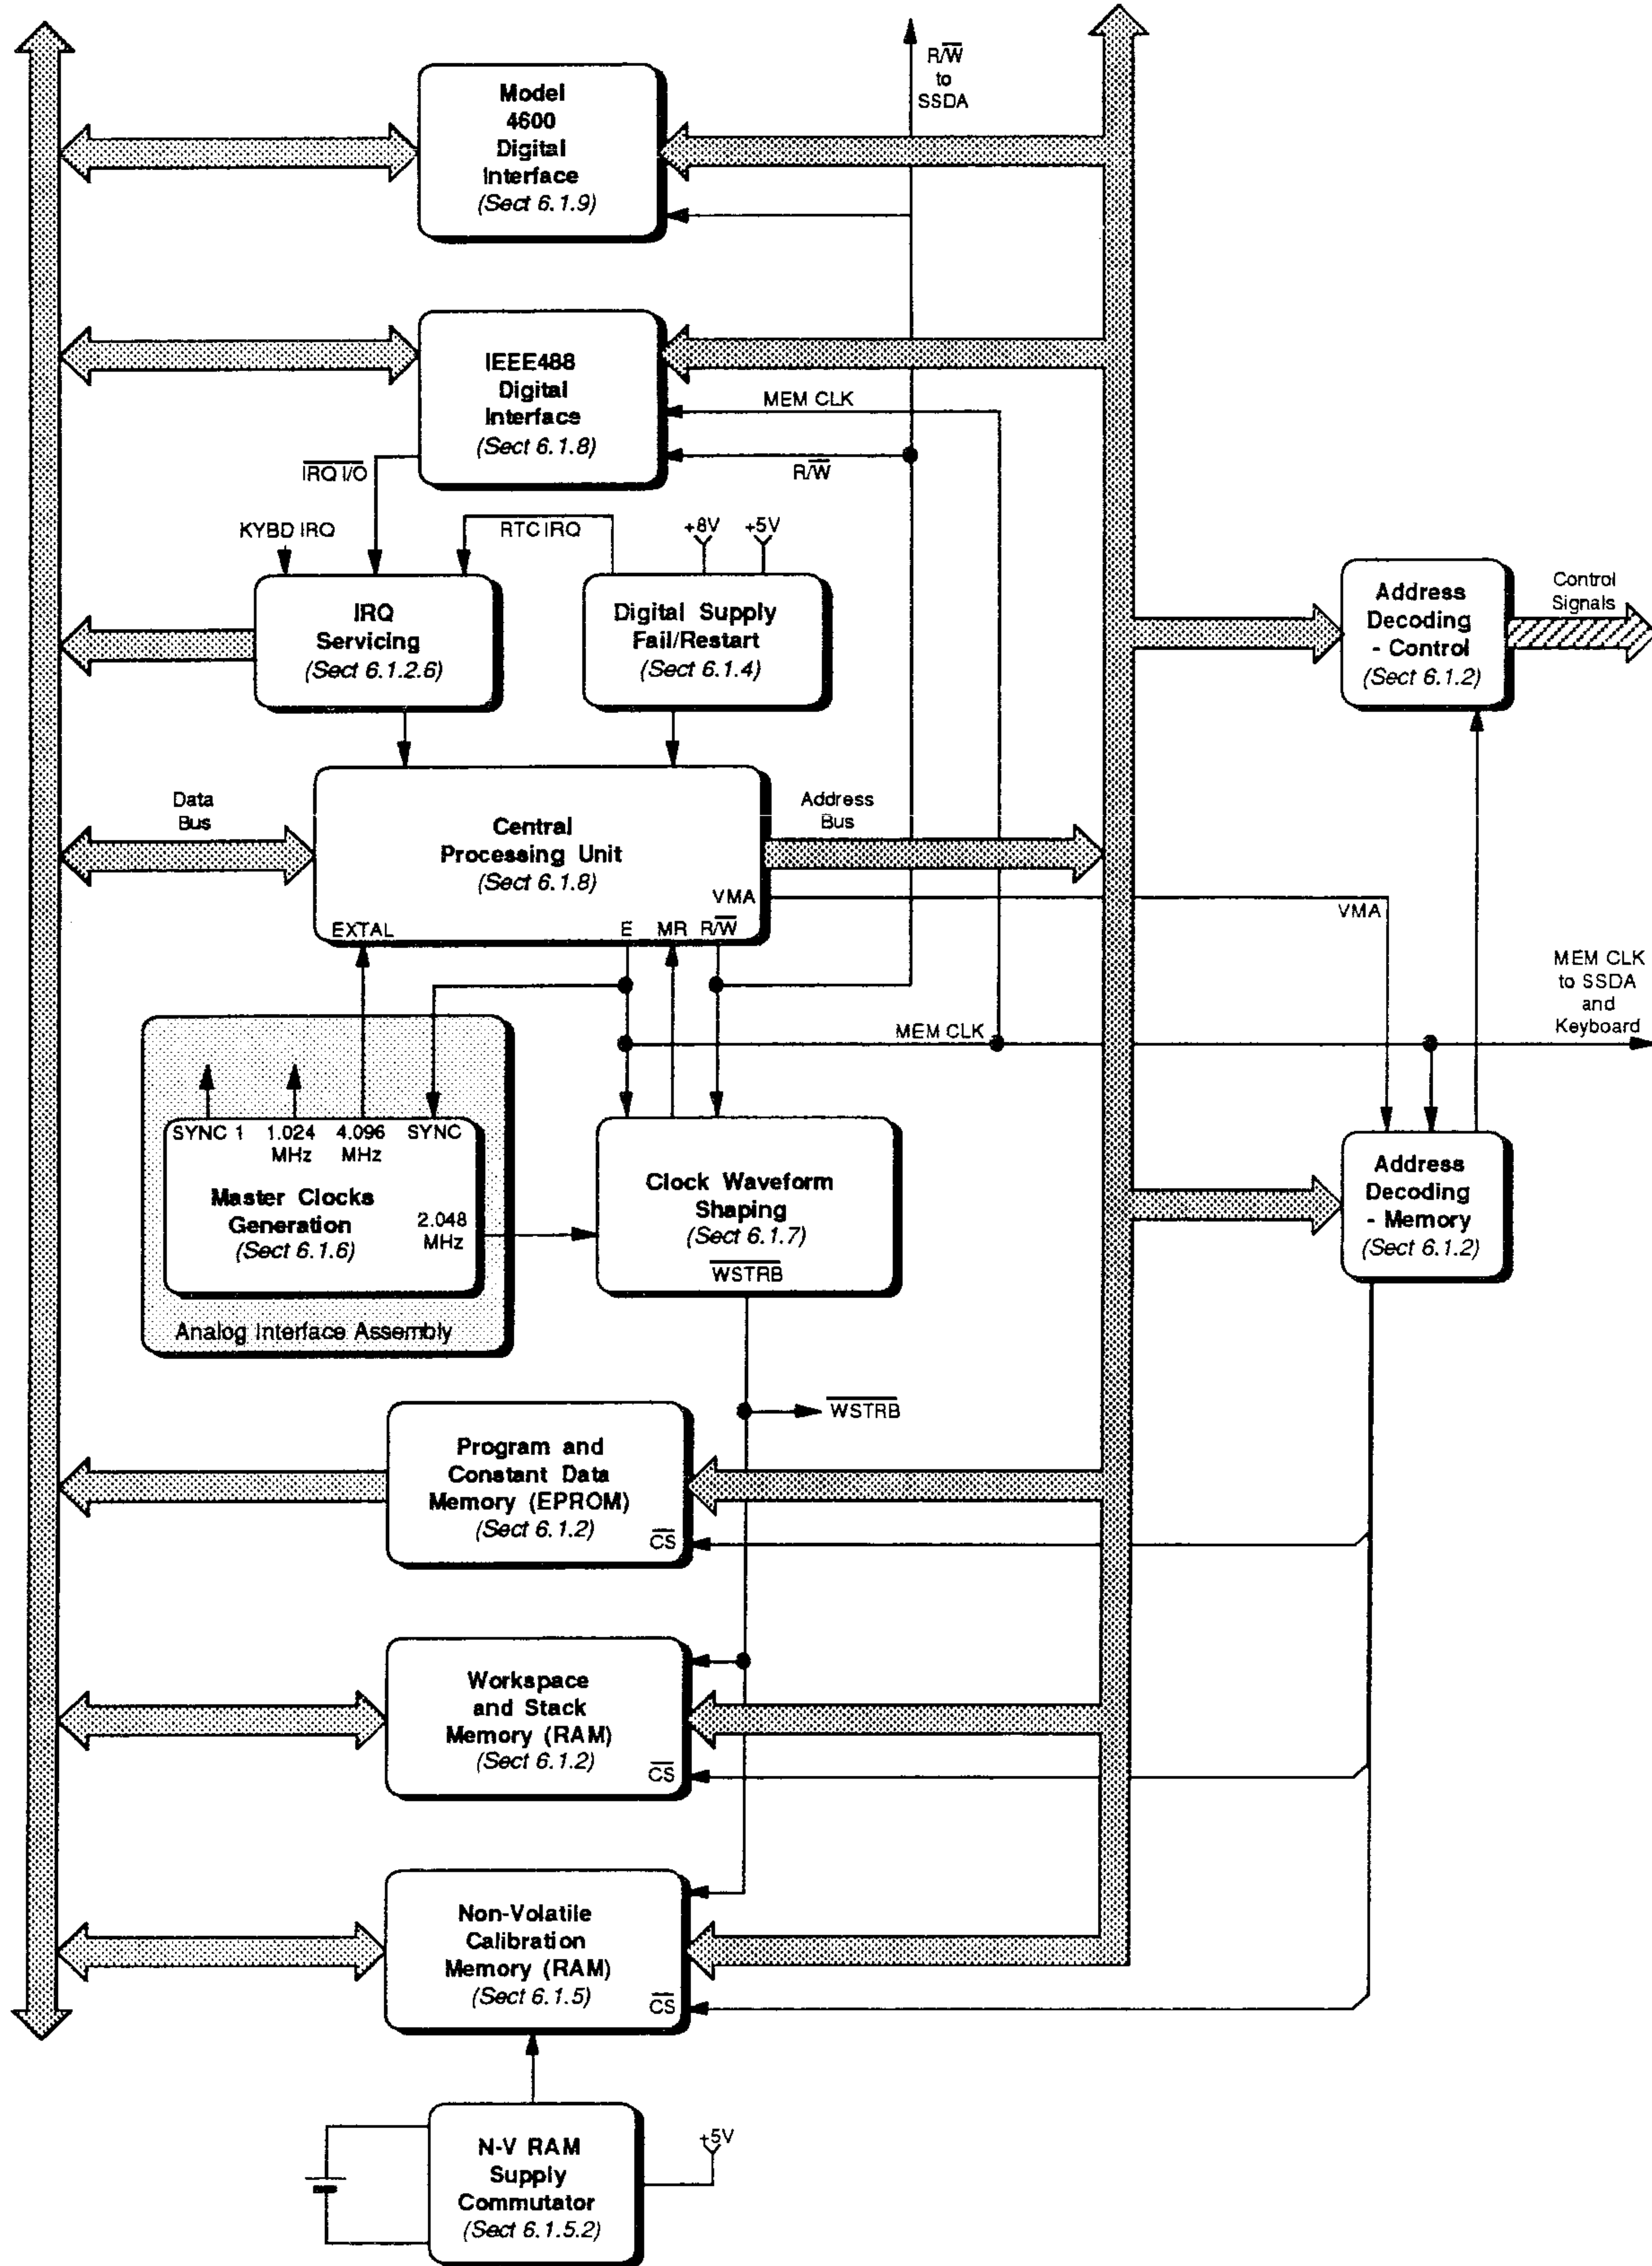 R/W̅
to
SSDA
Model
4600
Digital
Interface
(Sect 6.1.9)
IEEE488
Digital
Interface
(Sect 6.1.8)
MEM CLK
R/W̅
I̅R̅Q̅ I̅/O̅
KYBD IRQ
RTC IRQ
+8V
+5V
IRQ
Servicing
(Sect 6.1.2.6)
Digital Supply
Fail/Restart
(Sect 6.1.4)
Address
Decoding
- Control
(Sect 6.1.2)
Control
Signals
Data
Bus
Central
Processing Unit
(Sect 6.1.8)
VMA
EXTAL
E
MR
R/W̅
Address
Bus
VMA
MEM CLK
MEM CLK
to SSDA
and
Keyboard
SYNC 1
1.024
MHz
4.096
MHz
SYNC
Master Clocks
Generation
(Sect 6.1.6)
2.048
MHz
Analog Interface Assembly
Clock Waveform
Shaping
(Sect 6.1.7)
W̅S̅T̅R̅B̅
Address
Decoding
- Memory
(Sect 6.1.2)
W̅S̅T̅R̅B̅
Program and
Constant Data
Memory (EPROM)
(Sect 6.1.2)
C̅S̅
Workspace
and Stack
Memory (RAM)
(Sect 6.1.2)
C̅S̅
Non-Volatile
Calibration
Memory (RAM)
(Sect 6.1.5)
C̅S̅
N-V RAM
Supply
Commutator
(Sect 6.1.5.2)
+5V